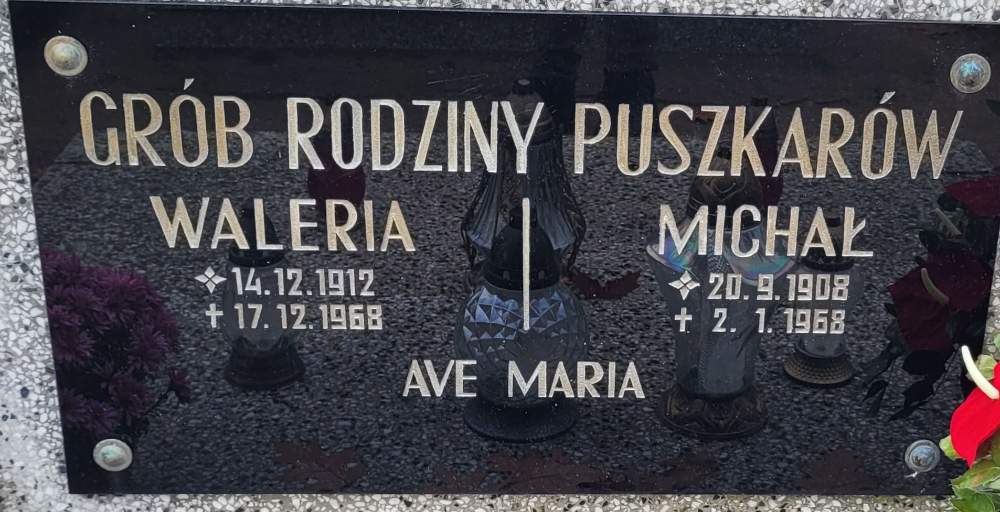 GRÓB RODZINY PUSZKARÓW
WALERIA
14.12.1912
✝ 17.12.1968
MICHAŁ
20.9.1908
✝ 2.1.1968
AVE MARIA